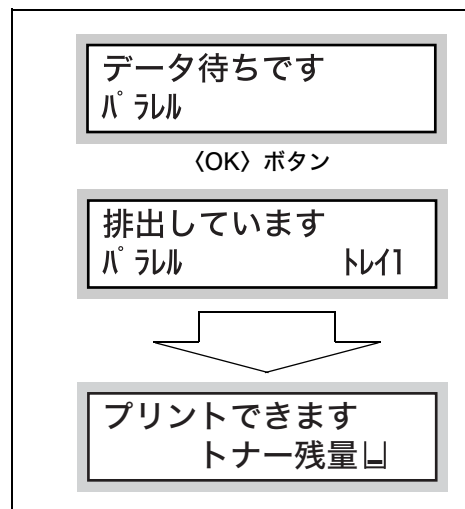 データ待ちです
ﾊﾟﾗﾚﾙ
〈OK〉ボタン
排出しています
ﾊﾟﾗﾚﾙ ﾄﾚｲ1
プリントできます
トナー残量